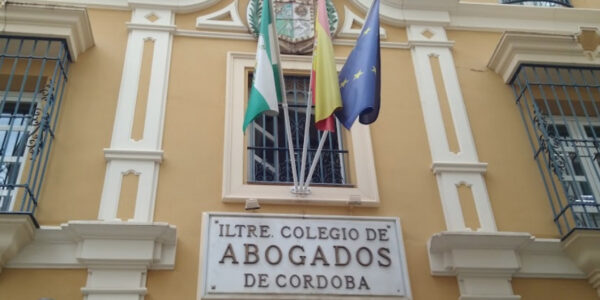 ILTRE. COLEGIO DE
ABOGADOS
DE CORDOBA